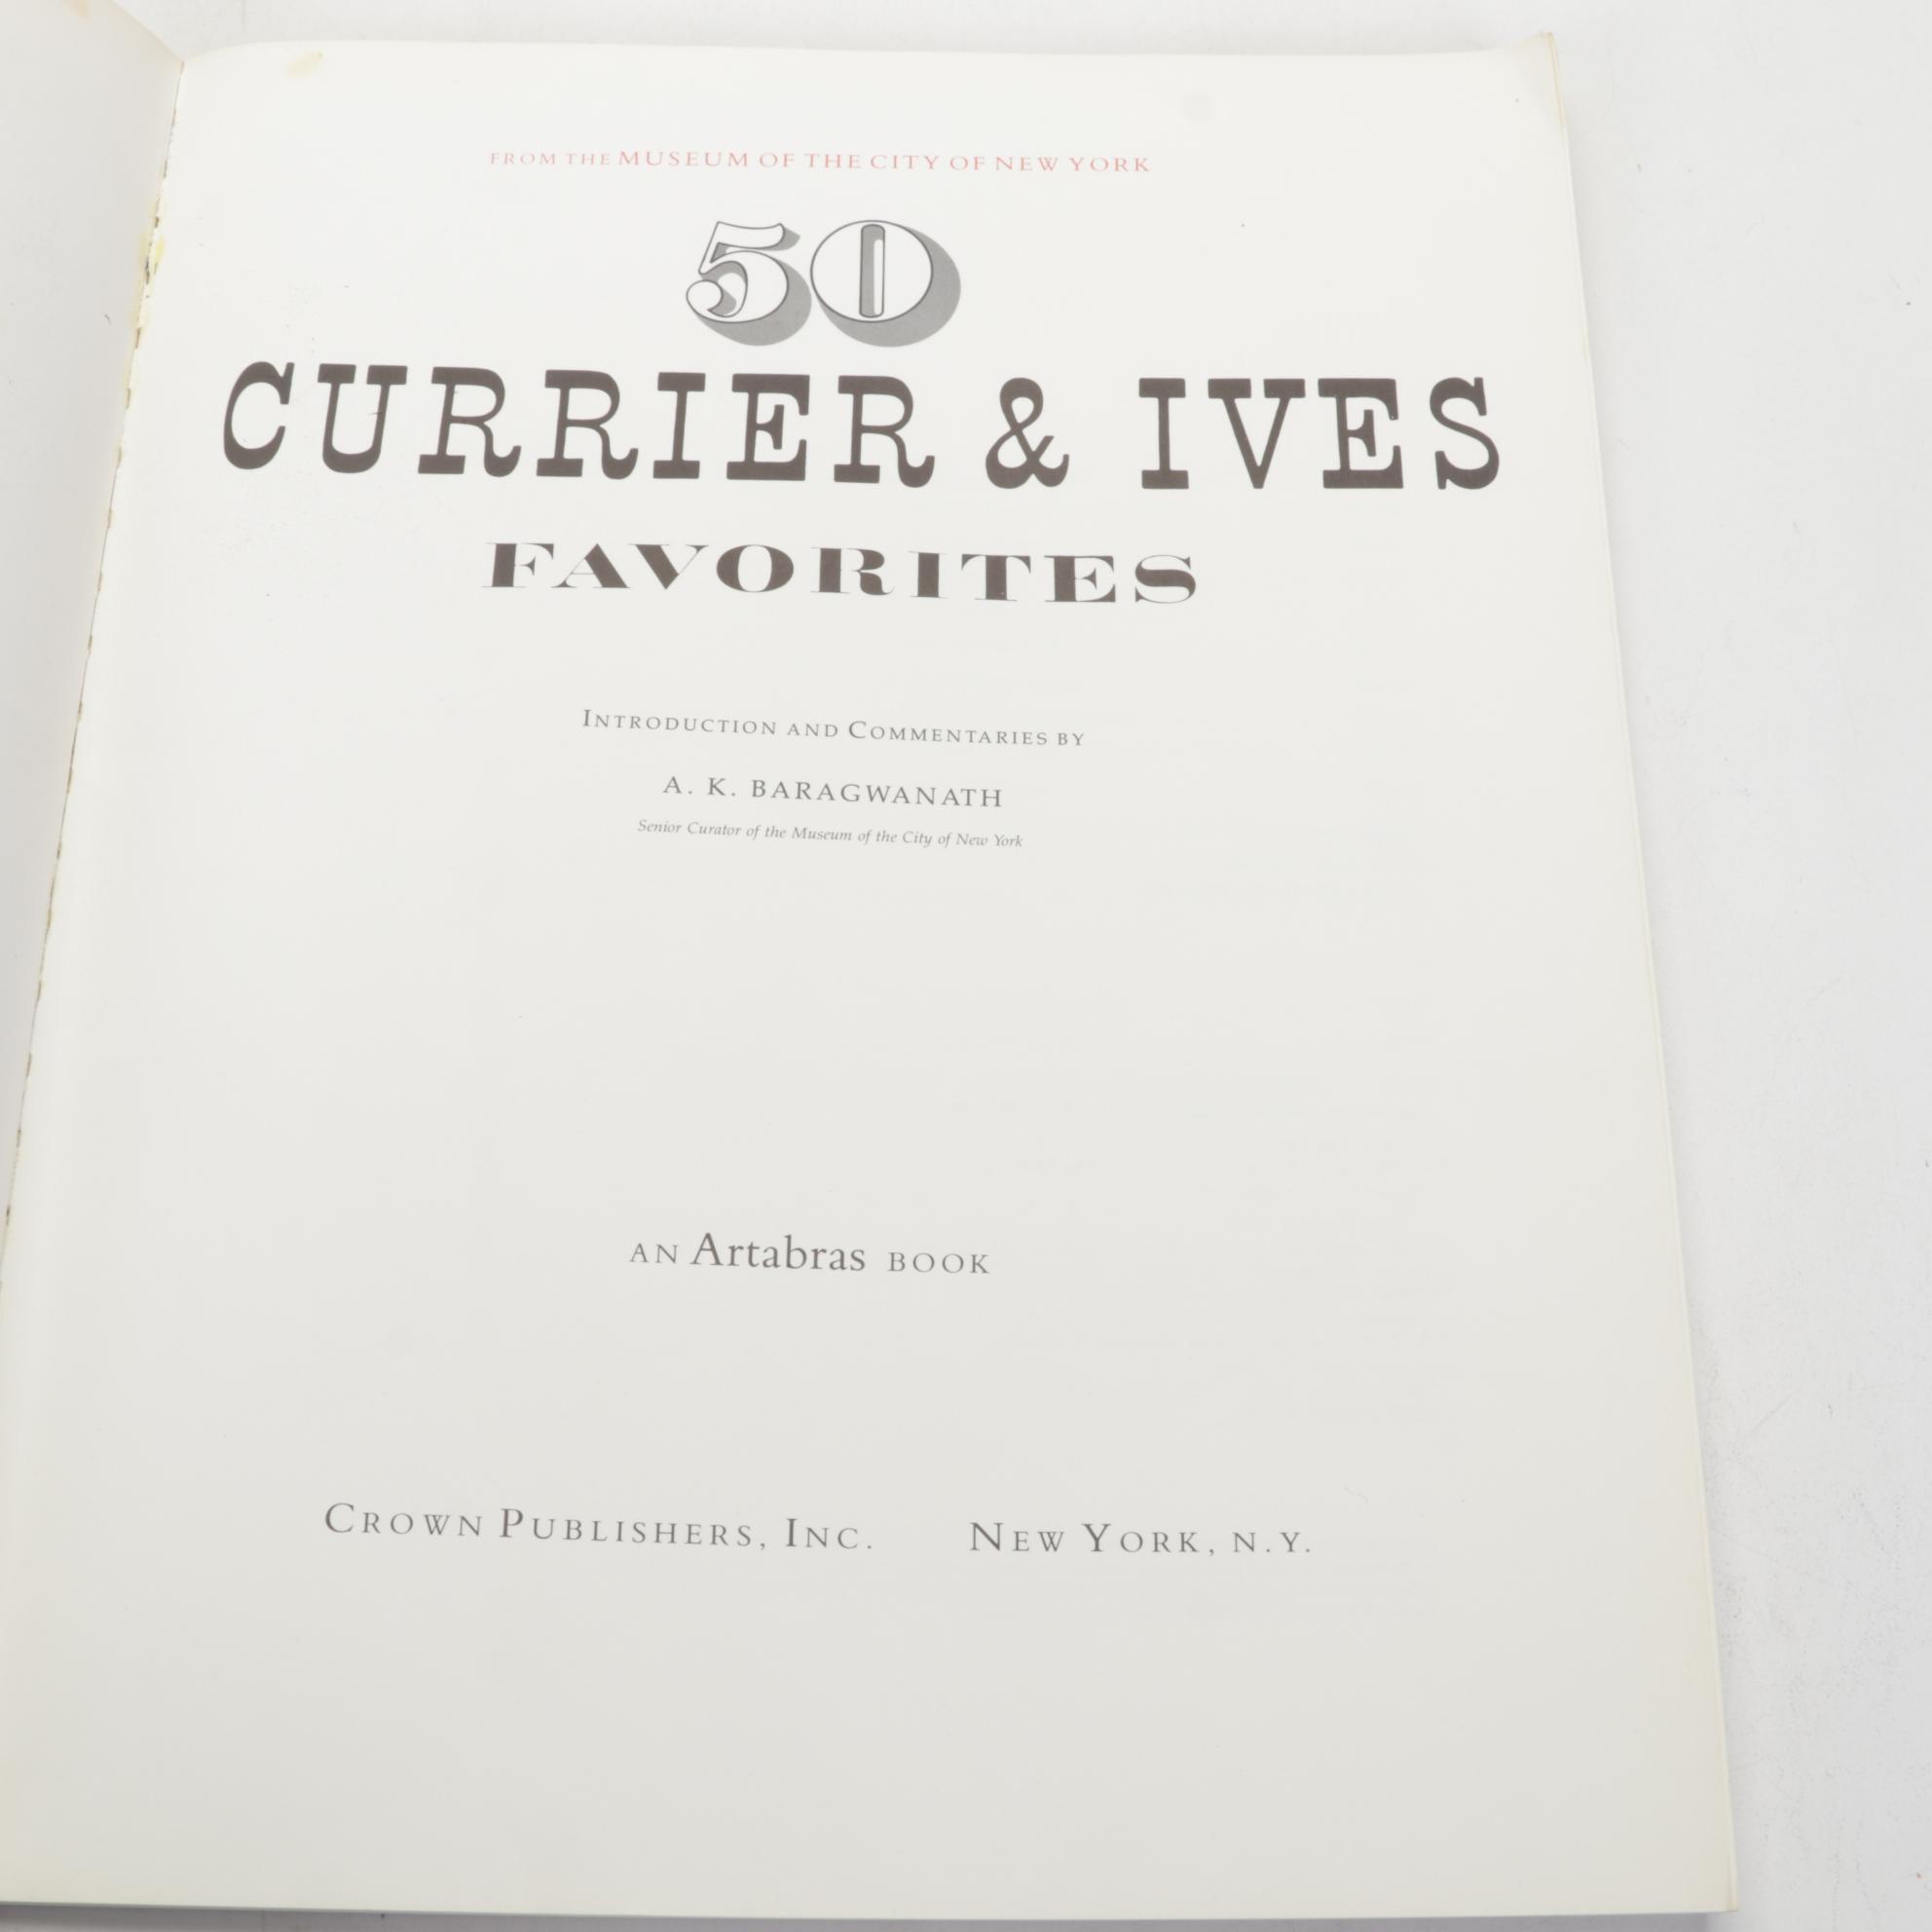 FROM THE MUSEUM OF THE CITY OF NEW YORK
50
CURRIER & IVES
FAVORITES
INTRODUCTION AND COMMENTARIES BY
A. K. BARAGWANATH
Senior Curator of the Museum of the City of New York
AN Artabras BOOK
CROWN PUBLISHERS, INC. NEW YORK, N.Y.